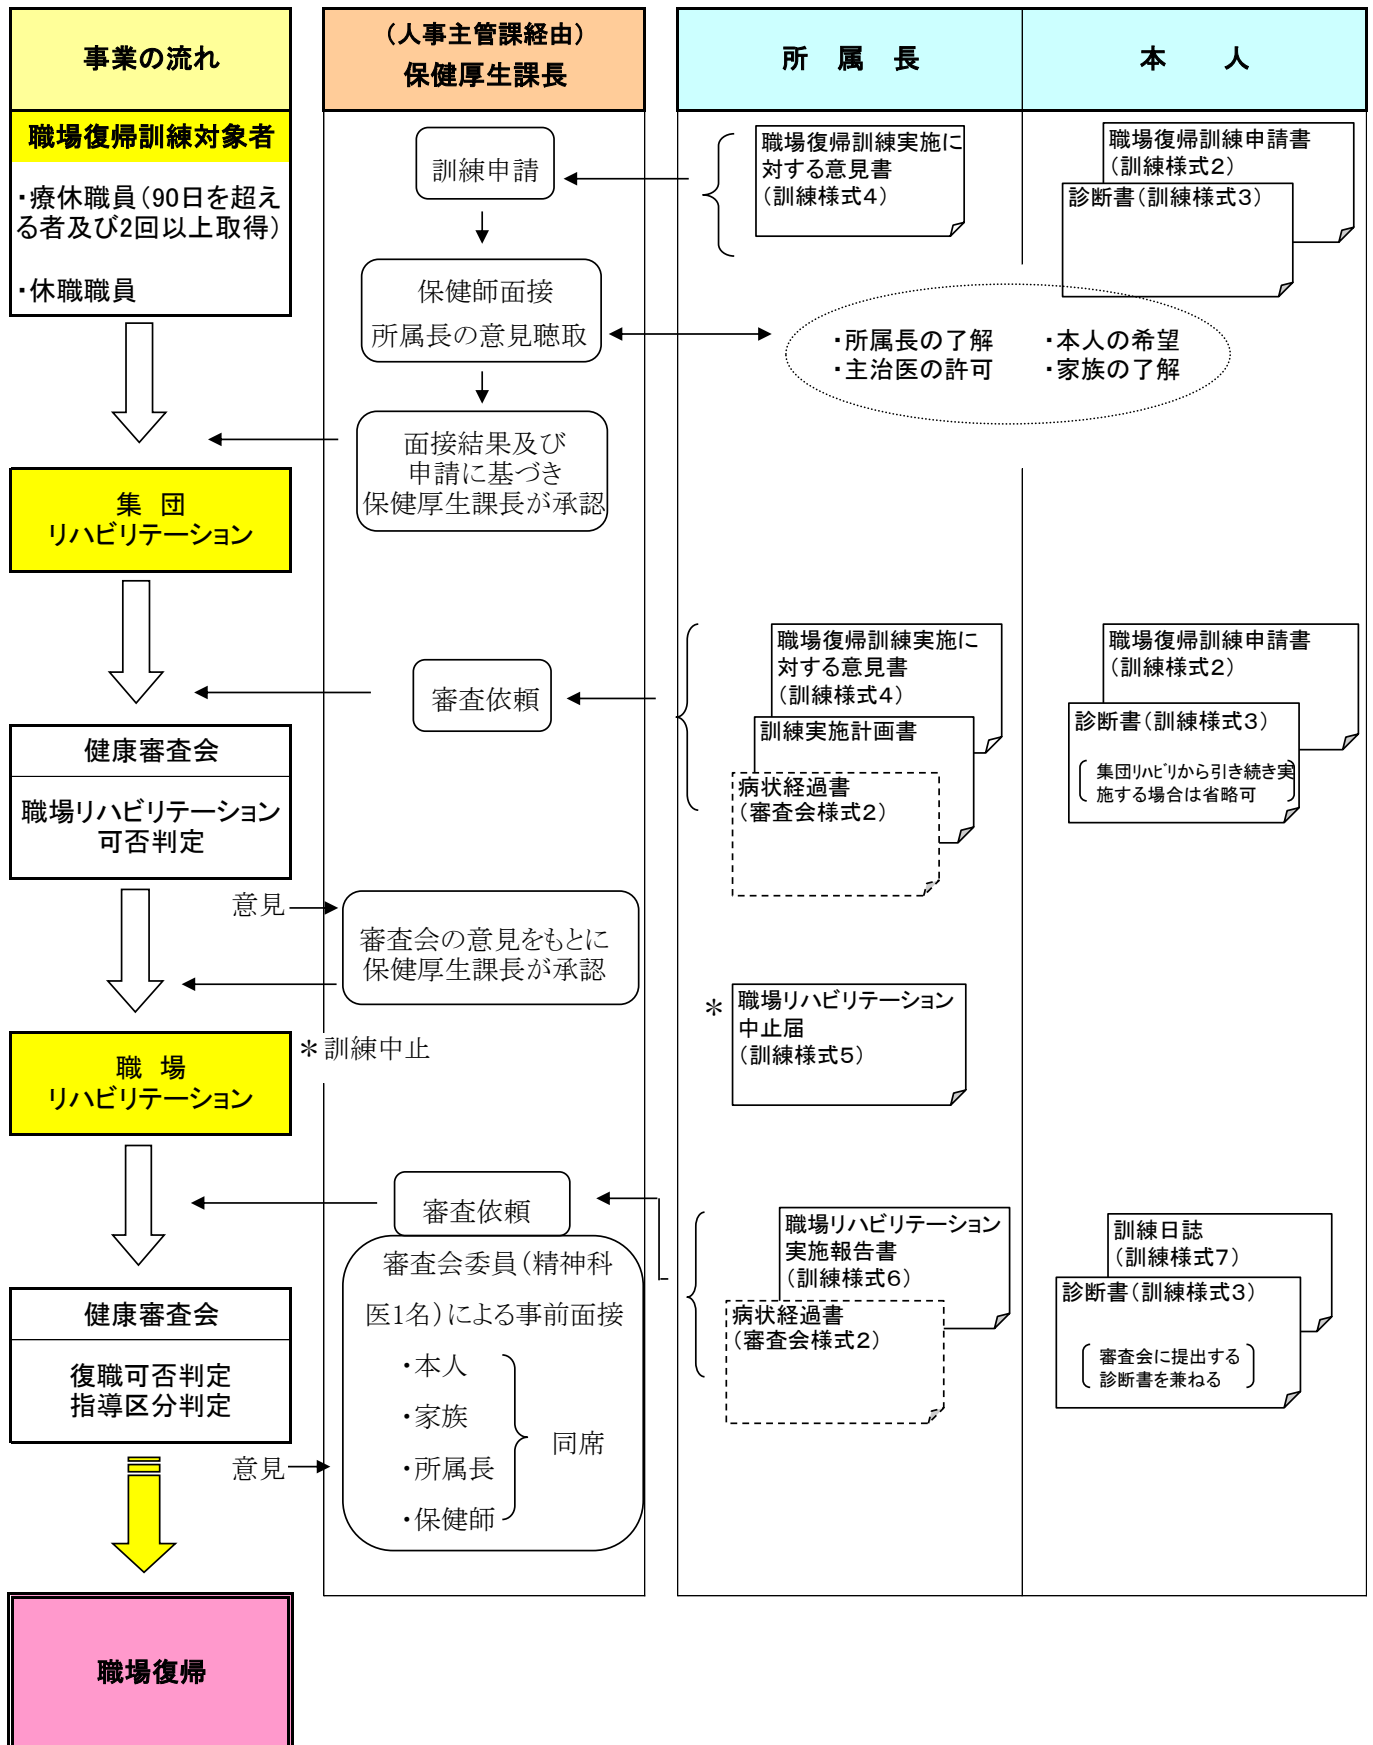 事業の流れ
(人事主管課経由)
保健厚生課長
所 属 長
本 人
職場復帰訓練対象者
・療休職員(90日を超え
る者及び2回以上取得)
・休職職員
訓練申請
職場復帰訓練実施に
対する意見書
(訓練様式4)
職場復帰訓練申請書
(訓練様式2)
診断書(訓練様式3)
保健師面接
所属長の意見聴取
・所属長の了解 ・本人の希望
・主治医の許可 ・家族の了解
面接結果及び
申請に基づき
保健厚生課長が承認
集 団
リハビリテーション
審査依頼
職場復帰訓練実施に
対する意見書
(訓練様式4)
訓練実施計画書
病状経過書
(審査会様式2)
職場復帰訓練申請書
(訓練様式2)
診断書(訓練様式3)
集団リハビリから引き続き実
施する場合は省略可
健康審査会
職場リハビリテーション
可否判定
意見
審査会の意見をもとに
保健厚生課長が承認
＊ 職場リハビリテーション
中止届
(訓練様式5)
職 場
リハビリテーション
＊訓練中止
審査依頼
審査会委員(精神科
医1名)による事前面接
・本人
・家族
・所属長
・保健師
同席
職場リハビリテーション
実施報告書
(訓練様式6)
病状経過書
(審査会様式2)
訓練日誌
(訓練様式7)
診断書(訓練様式3)
審査会に提出する
診断書を兼ねる
健康審査会
復職可否判定
指導区分判定
意見
職場復帰